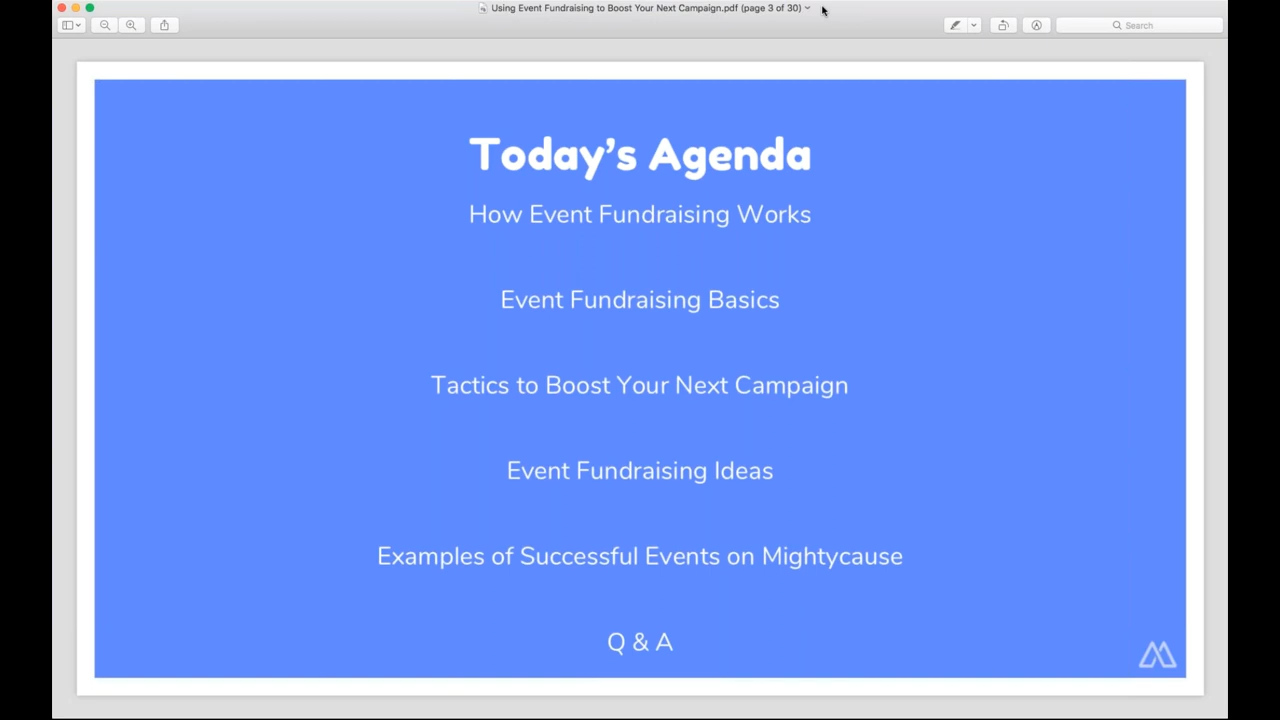 Using Event Fundraising to Boost Your Next Campaign.pdf (page 3 of 30)
Search
Today’s Agenda
How Event Fundraising Works
Event Fundraising Basics
Tactics to Boost Your Next Campaign
Event Fundraising Ideas
Examples of Successful Events on Mightycause
Q & A